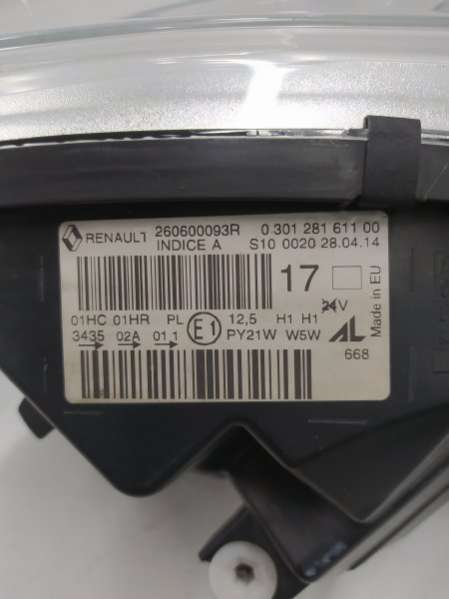 RENAULT 260600093R 0 301 281 611 00
INDICE A S10 0020 28.04.14
17
24V
Made in EU
01HC 01HR PL E1 12,5 H1 H1
3435 02A 01 1 PY21W W5W AL
668